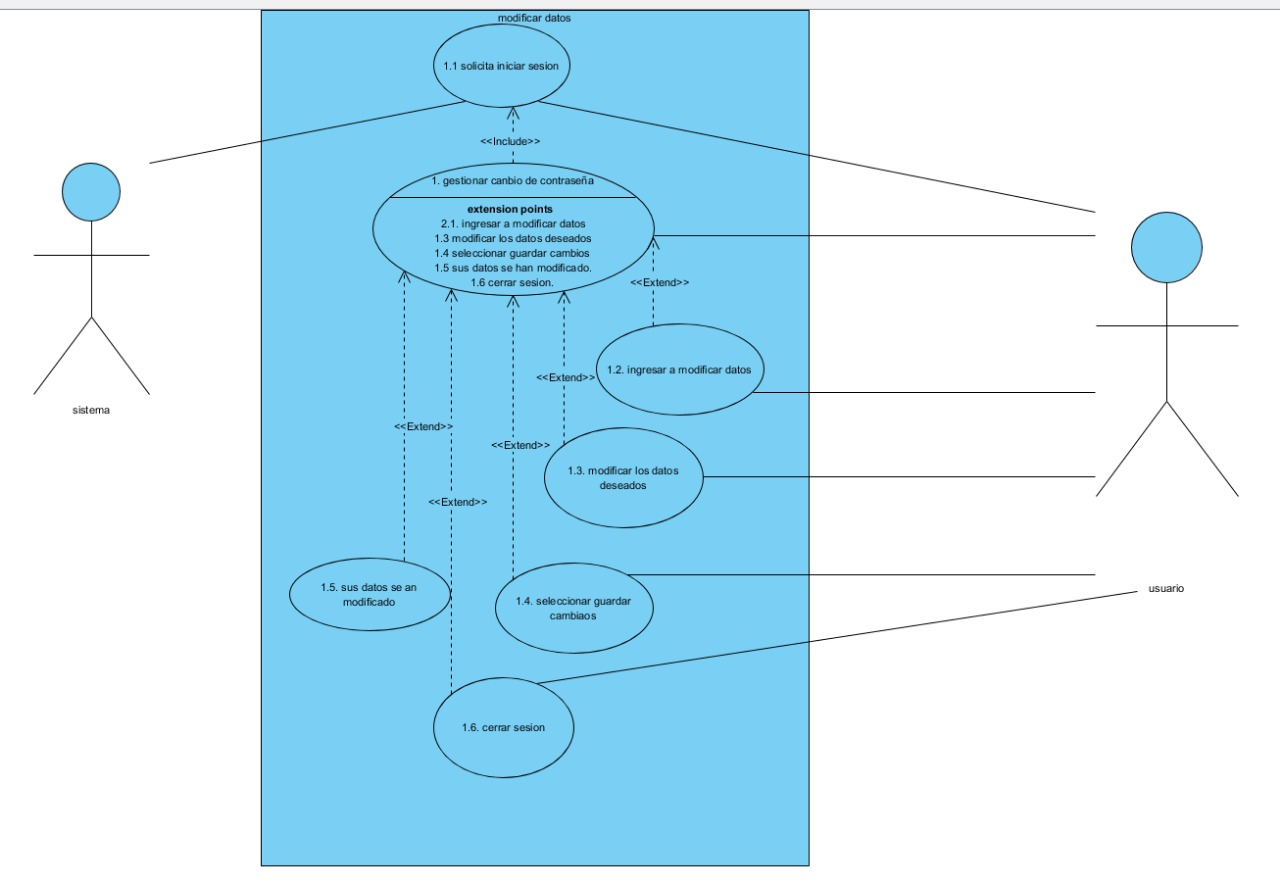 modificar datos
1.1 solicita iniciar sesion
<<Include>>
1. gestionar canbio de contraseña
extension points
2.1. ingresar a modificar datos
1.3 modificar los datos deseados
1.4 seleccionar guardar cambios
1.5 sus datos se han modificado.
1.6 cerrar sesion.
<<Extend>>
1.2. ingresar a modificar datos
<<Extend>>
sistema
<<Extend>>
<<Extend>>
1.3. modificar los datos
deseados
<<Extend>>
1.5. sus datos se an
modificado
1.4. seleccionar guardar
cambiaos
usuario
1.6. cerrar sesion